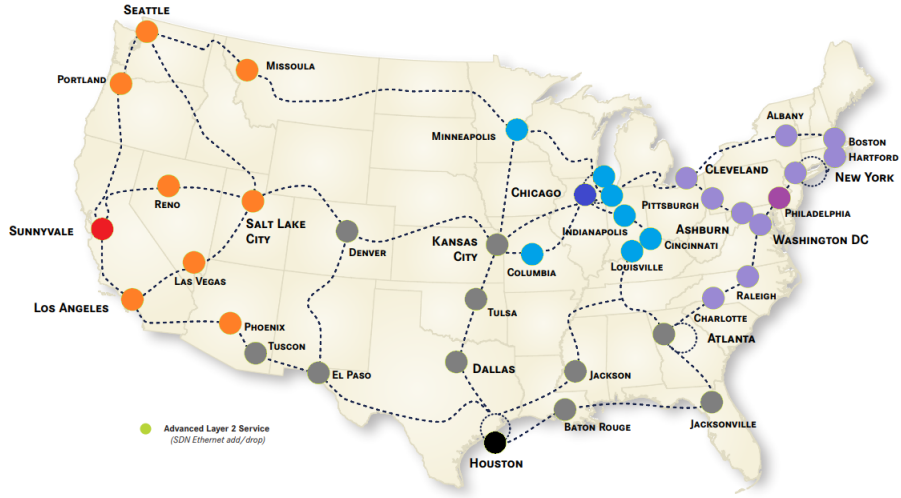 SEATTLE
MISSOULA
PORTLAND
ALBANY
MINNEAPOLIS
BOSTON
HARTFORD
CLEVELAND
NEW YORK
CHICAGO
RENO
PITTSBURGH
PHILADELPHIA
SALT LAKE
CITY
SUNNYVALE
INDIANAPOLIS
ASHBURN
WASHINGTON DC
KANSAS
CITY
DENVER
CINCINNATI
COLUMBIA
LOUISVILLE
LAS VEGAS
RALEIGH
LOS ANGELES
TULSA
CHARLOTTE
PHOENIX
TUSCON
ATLANTA
EL PASO
DALLAS
JACKSON
JACKSONVILLE
BATON ROUGE
Advanced Layer 2 Service
(SDN Ethernet add/drop)
HOUSTON